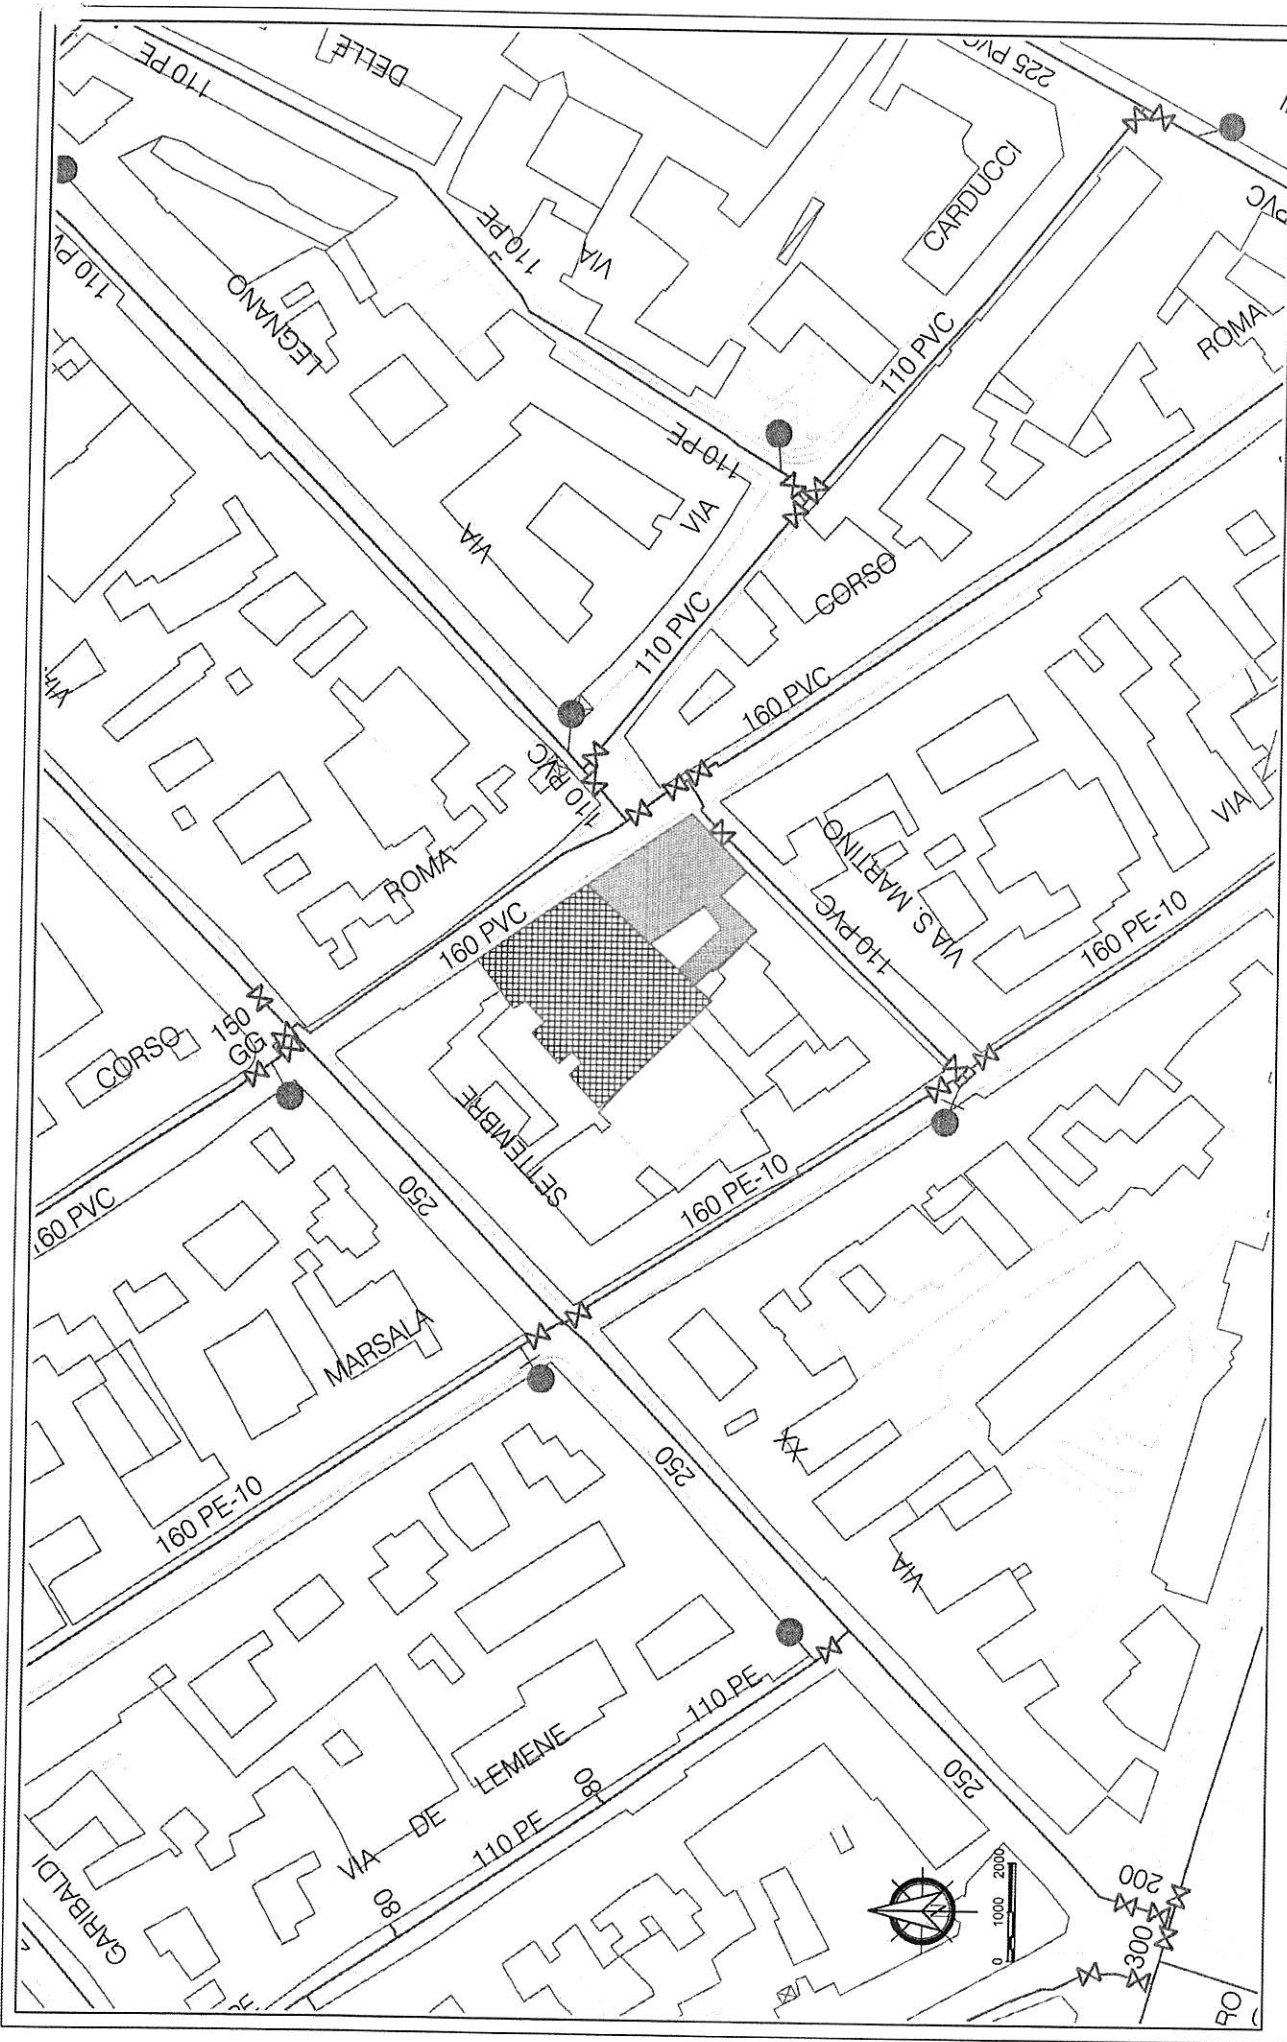 110 PE
DELLE
225 PVC
110 PV
LEGNANO
110 PE
VIA
CARDUCCI
PVC
110 PVC
ROMA
110 PE
VIA
VIA
CORSO
110 PVC
160 PVC
110 PVC
ROMA
160 PVC
VIA S. MARTINO
VIA
110 PVC
160 PE-10
CORSO
150
GG
SETTEMBRE
160 PE-10
60 PVC
250
MARSALA
160 PE-10
250
XX
VIA
110 PE
LEMENE
80
DE
110 PE
VIA
80
GARIBALDI
250
N
0 1000 2000
200
300
RO